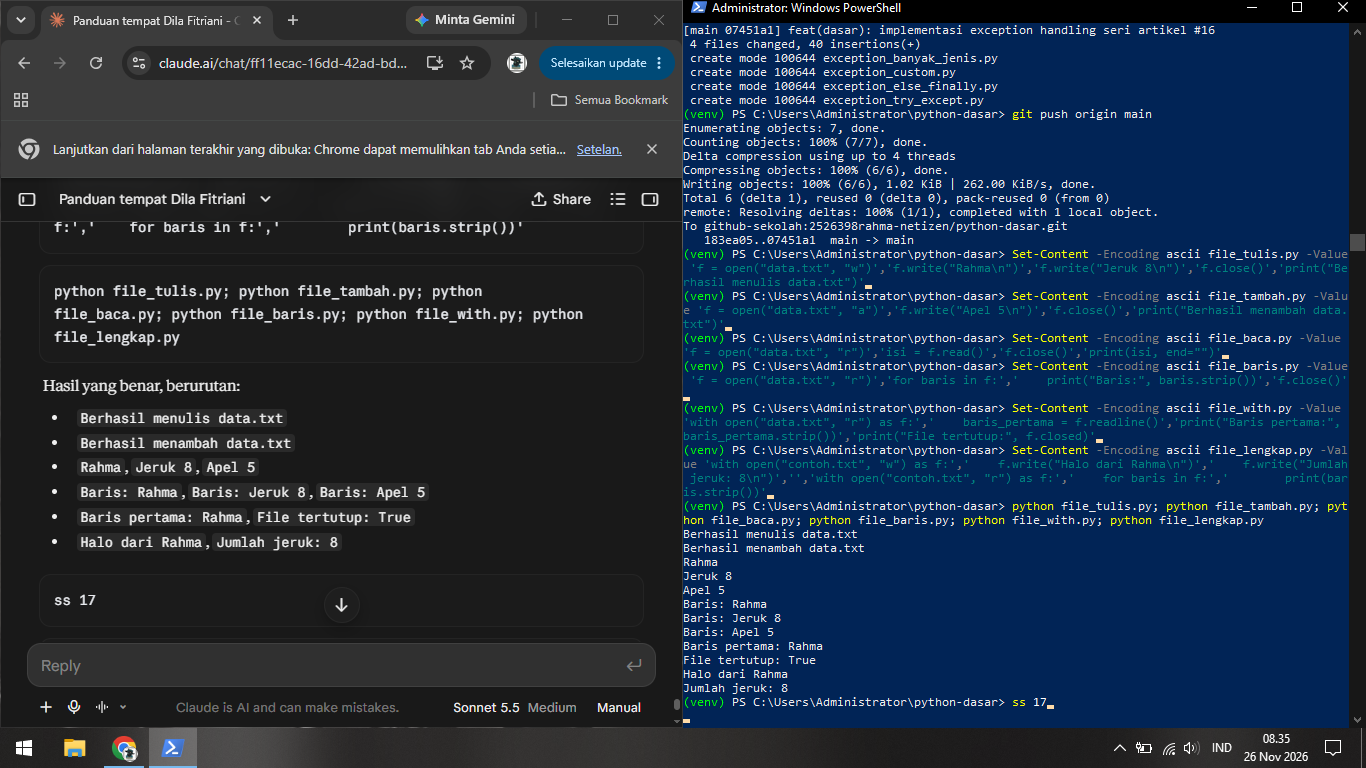 Panduan tempat Dila Fitriani - C
Minta Gemini
claude.ai/chat/ff11ecac-16dd-42ad-bd...
Selesaikan update
Semua Bookmark
Lanjutkan dari halaman terakhir yang dibuka: Chrome dapat memulihkan tab Anda setia...
Setelan.
Panduan tempat Dila Fitriani
Share
f:','    for baris in f:','        print(baris.strip())'
python file_tulis.py; python file_tambah.py; python
file_baca.py; python file_baris.py; python file_with.py; python
file_lengkap.py
Hasil yang benar, berurutan:
• Berhasil menulis data.txt
• Berhasil menambah data.txt
• Rahma, Jeruk 8, Apel 5
• Baris: Rahma, Baris: Jeruk 8, Baris: Apel 5
• Baris pertama: Rahma, File tertutup: True
• Halo dari Rahma, Jumlah jeruk: 8
ss 17
Reply
Claude is AI and can make mistakes.
Sonnet 5.5 Medium
Manual
Administrator: Windows PowerShell
[main 07451a1] feat(dasar): implementasi exception handling seri artikel #16
 4 files changed, 40 insertions(+)
 create mode 100644 exception_banyak_jenis.py
 create mode 100644 exception_custom.py
 create mode 100644 exception_else_finally.py
 create mode 100644 exception_try_except.py
(venv) PS C:\Users\Administrator\python-dasar> git push origin main
Enumerating objects: 7, done.
Counting objects: 100% (7/7), done.
Delta compression using up to 4 threads
Compressing objects: 100% (6/6), done.
Writing objects: 100% (6/6), 1.02 KiB | 262.00 KiB/s, done.
Total 6 (delta 1), reused 0 (delta 0), pack-reused 0 (from 0)
remote: Resolving deltas: 100% (1/1), completed with 1 local object.
To github-sekolah:2526398rahma-netizen/python-dasar.git
   183ea05..07451a1  main -> main
(venv) PS C:\Users\Administrator\python-dasar> Set-Content -Encoding ascii file_tulis.py -Value
 'f = open("data.txt", "w")','f.write("Rahma\n")','f.write("Jeruk 8\n")','f.close()','print("Be
rhasil menulis data.txt")'
(venv) PS C:\Users\Administrator\python-dasar> Set-Content -Encoding ascii file_tambah.py -Valu
e 'f = open("data.txt", "a")','f.write("Apel 5\n")','f.close()','print("Berhasil menambah data.
txt")'
(venv) PS C:\Users\Administrator\python-dasar> Set-Content -Encoding ascii file_baca.py -Value
'f = open("data.txt", "r")','isi = f.read()','f.close()','print(isi, end="")'
(venv) PS C:\Users\Administrator\python-dasar> Set-Content -Encoding ascii file_baris.py -Value
 'f = open("data.txt", "r")','for baris in f:','    print("Baris:", baris.strip())','f.close()'
(venv) PS C:\Users\Administrator\python-dasar> Set-Content -Encoding ascii file_with.py -Value
'with open("data.txt", "r") as f:','    baris_pertama = f.readline()','print("Baris pertama:",
baris_pertama.strip())','print("File tertutup:", f.closed)'
(venv) PS C:\Users\Administrator\python-dasar> Set-Content -Encoding ascii file_lengkap.py -Val
ue 'with open("contoh.txt", "w") as f:','    f.write("Halo dari Rahma\n")','    f.write("Jumlah
 jeruk: 8\n")','','with open("contoh.txt", "r") as f:','    for baris in f:','        print(bar
is.strip())'
(venv) PS C:\Users\Administrator\python-dasar> python file_tulis.py; python file_tambah.py; pyt
hon file_baca.py; python file_baris.py; python file_with.py; python file_lengkap.py
Berhasil menulis data.txt
Berhasil menambah data.txt
Rahma
Jeruk 8
Apel 5
Baris: Rahma
Baris: Jeruk 8
Baris: Apel 5
Baris pertama: Rahma
File tertutup: True
Halo dari Rahma
Jumlah jeruk: 8
(venv) PS C:\Users\Administrator\python-dasar> ss 17
IND
08.35
26 Nov 2026